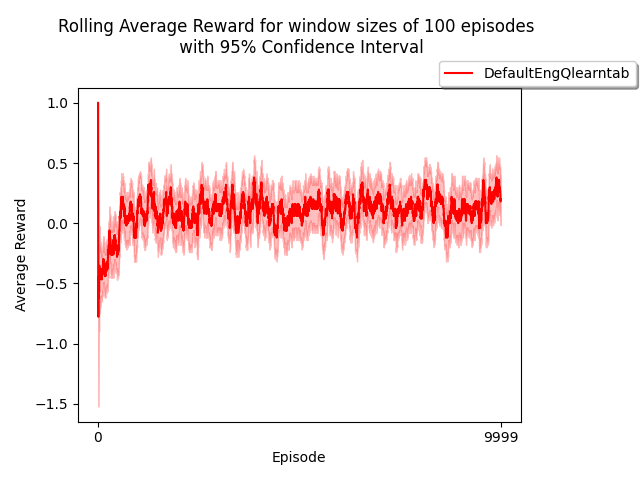 Rolling Average Reward for window sizes of 100 episodes
with 95% Confidence Interval
DefaultEngQlearntab
1.0
0.5
0.0
−0.5
−1.0
−1.5
Average Reward
0
9999
Episode